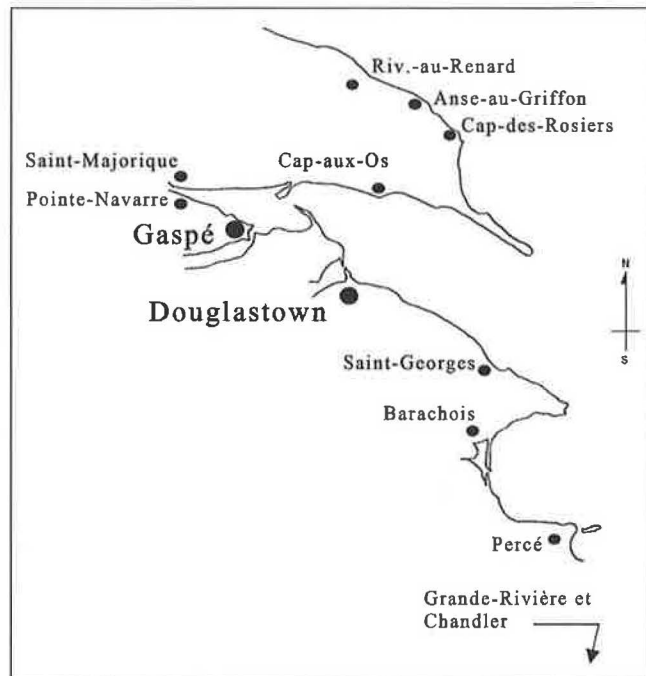 Riv.-au-Renard
Anse-au-Griffon
Cap-des-Rosiers
Saint-Majorique
Cap-aux-Os
Pointe-Navarre
Gaspé
Douglastown
N
S
Saint-Georges
Barachois
Percé
Grande-Rivière et
Chandler